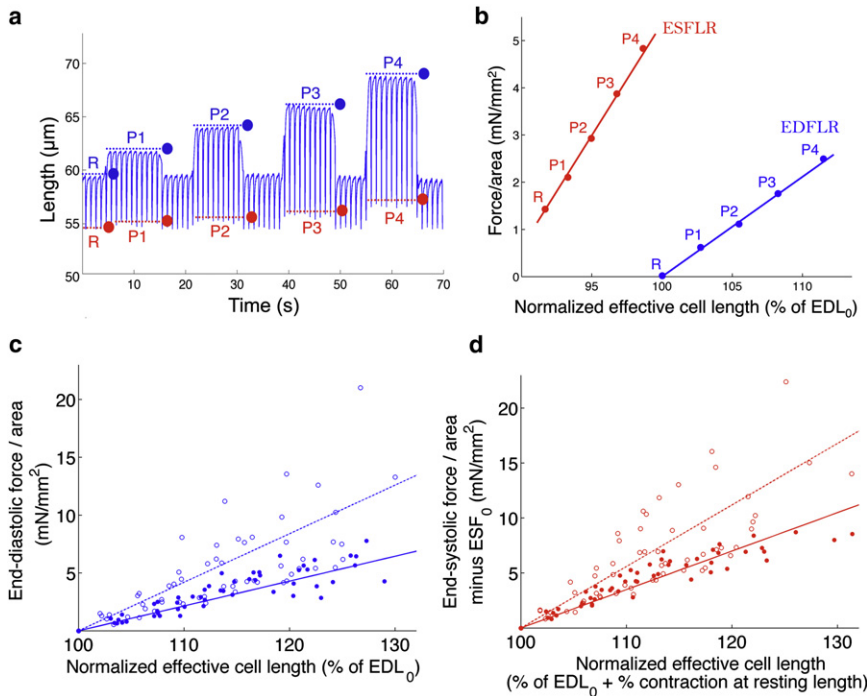 a
Length (µm)
70
65
60
55
50
R
P1
P2
P3
P4
R
P1
P2
P3
P4
10
20
30
40
50
60
70
Time (s)
b
Force/area (mN/mm²)
5
4
3
2
1
0
ESFLR
P4
P3
P2
P1
R
EDFLR
P4
P3
P2
P1
R
95
100
105
110
Normalized effective cell length (% of EDL₀)
c
End-diastolic force / area
(mN/mm²)
20
15
10
5
100
110
120
130
Normalized effective cell length (% of EDL₀)
d
End-systolic force / area
minus ESF₀ (mN/mm²)
20
15
10
5
0
100
110
120
130
Normalized effective cell length
(% of EDL₀ + % contraction at resting length)